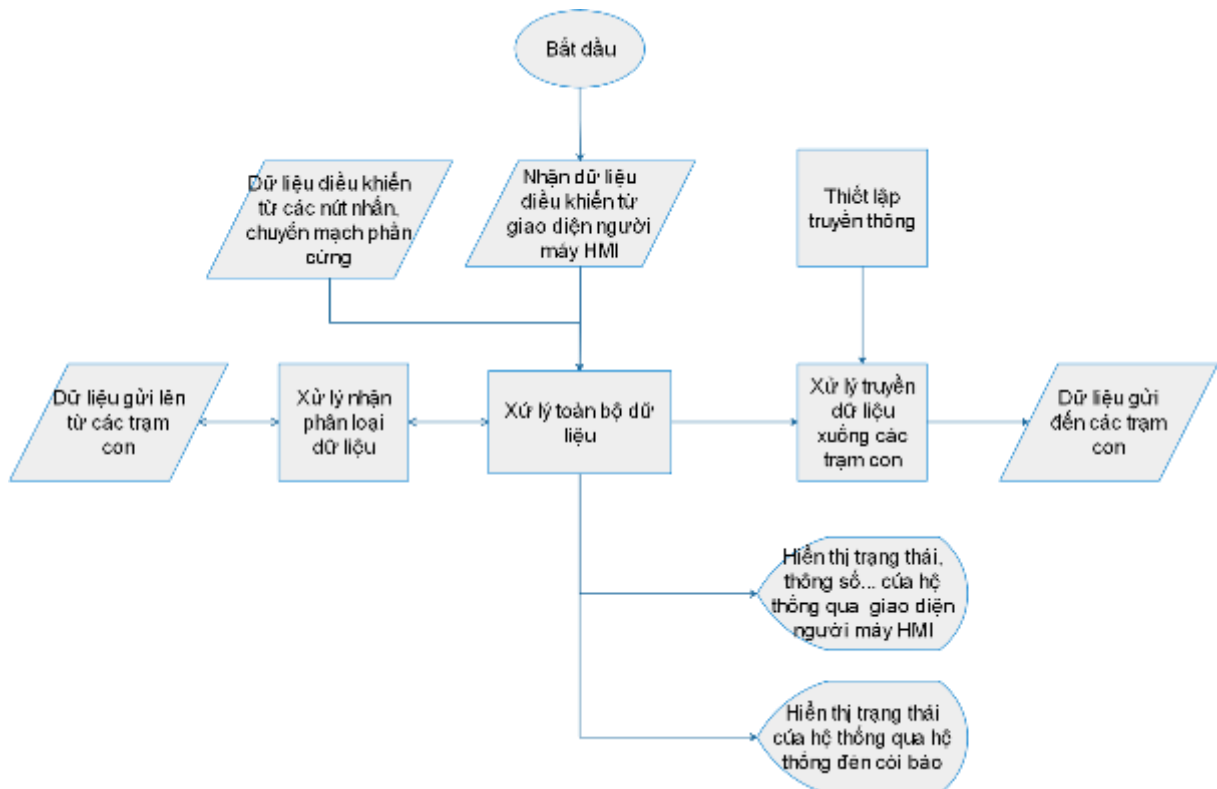 Bắt dầu
Dữ liệu diều khiển
từ các nút nhấn,
chuyển mạch phần
cứng
Nhận dữ liệu
diều khiển từ
giao diện người
máy HMI
Thiết lập
truyền thông
Dữ liệu gửi lên
từ các trạm
con
Xử lý nhận
phân loại
dữ liệu
Xử lý toàn bộ dữ
liệu
Xử lý truyền
dữ liệu
xuống các
trạm con
Dữ liệu gửi
đến các trạm
con
Hiển thị trạng thái,
thông số... của hệ
thống qua giao diện
người máy HMI
Hiển thị trạng thái
của hệ thống qua hệ
thống đèn còi báo